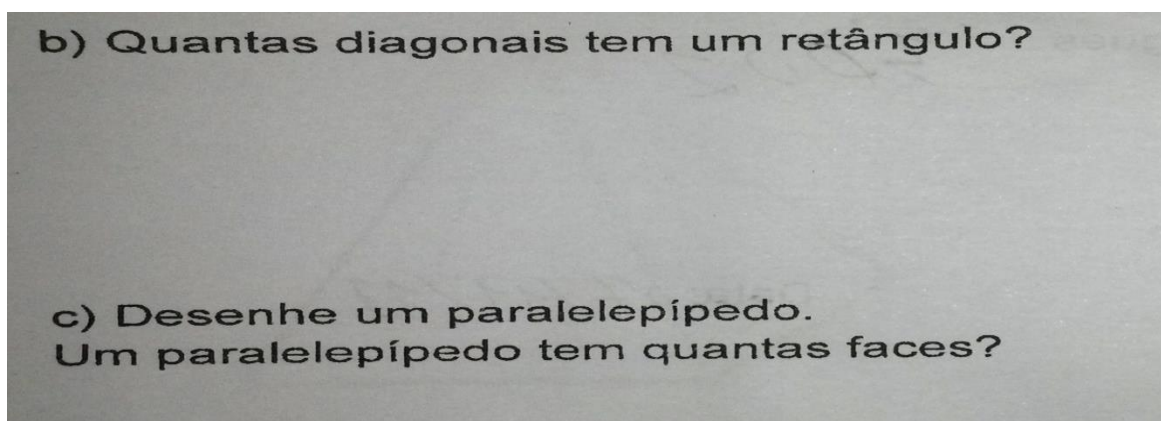 b) Quantas diagonais tem um retângulo?
c) Desenhe um paralelepípedo.
Um paralelepípedo tem quantas faces?